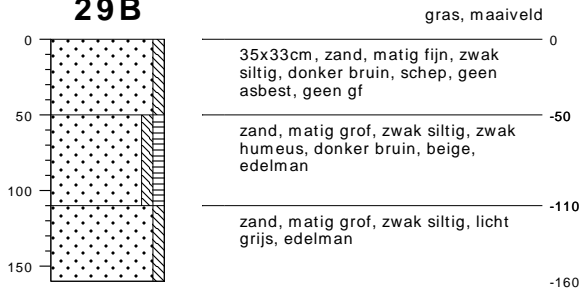 29B
gras, maaiveld
0
0
35x33cm, zand, matig fijn, zwak
siltig, donker bruin, schep, geen
asbest, geen gf
50
-50
zand, matig grof, zwak siltig, zwak
humeus, donker bruin, beige,
edelman
100
-110
zand, matig grof, zwak siltig, licht
grijs, edelman
150
-160